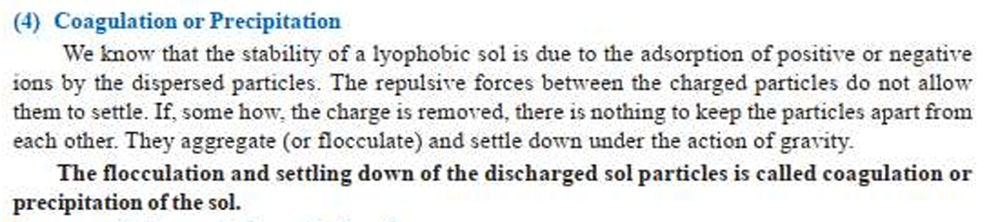 (4) Coagulation or Precipitation
We know that the stability of a lyophobic sol is due to the adsorption of positive or negative
ions by the dispersed particles. The repulsive forces between the charged particles do not allow
them to settle. If, some how, the charge is removed, there is nothing to keep the particles apart from
each other. They aggregate (or flocculate) and settle down under the action of gravity.
The flocculation and settling down of the discharged sol particles is called coagulation or
precipitation of the sol.